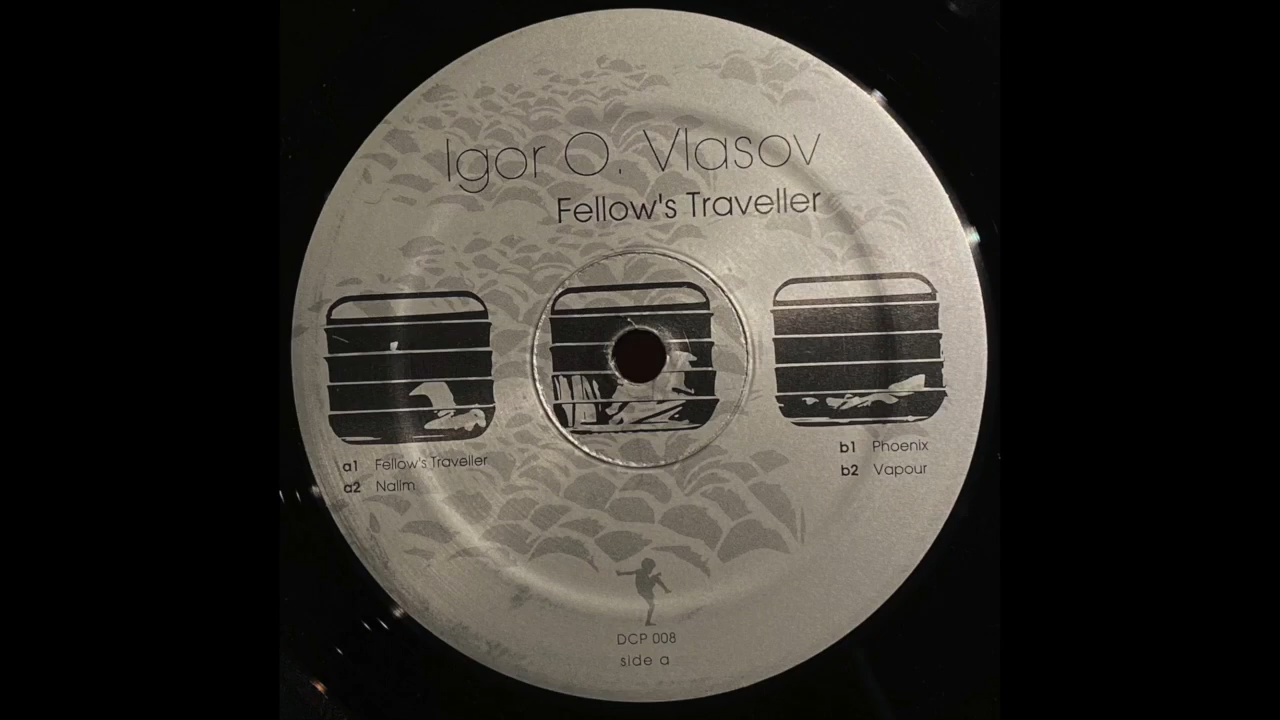 Igor O. Vlasov
Fellow's Traveller
a1 Fellow's Traveller
a2 Nalim
b1 Phoenix
b2 Vapour
DCP 008
side a